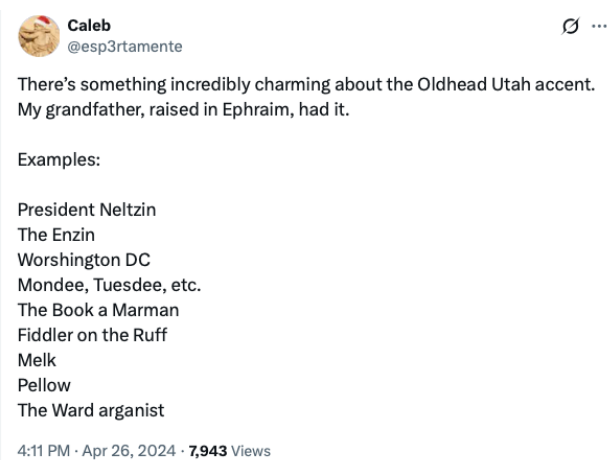 Caleb
@esp3rtamente
There's something incredibly charming about the Oldhead Utah accent.
My grandfather, raised in Ephraim, had it.
Examples:
President Neltzin
The Enzin
Worshington DC
Mondee, Tuesdee, etc.
The Book a Marman
Fiddler on the Ruff
Melk
Pellow
The Ward arganist
4:11 PM · Apr 26, 2024 · 7,943 Views